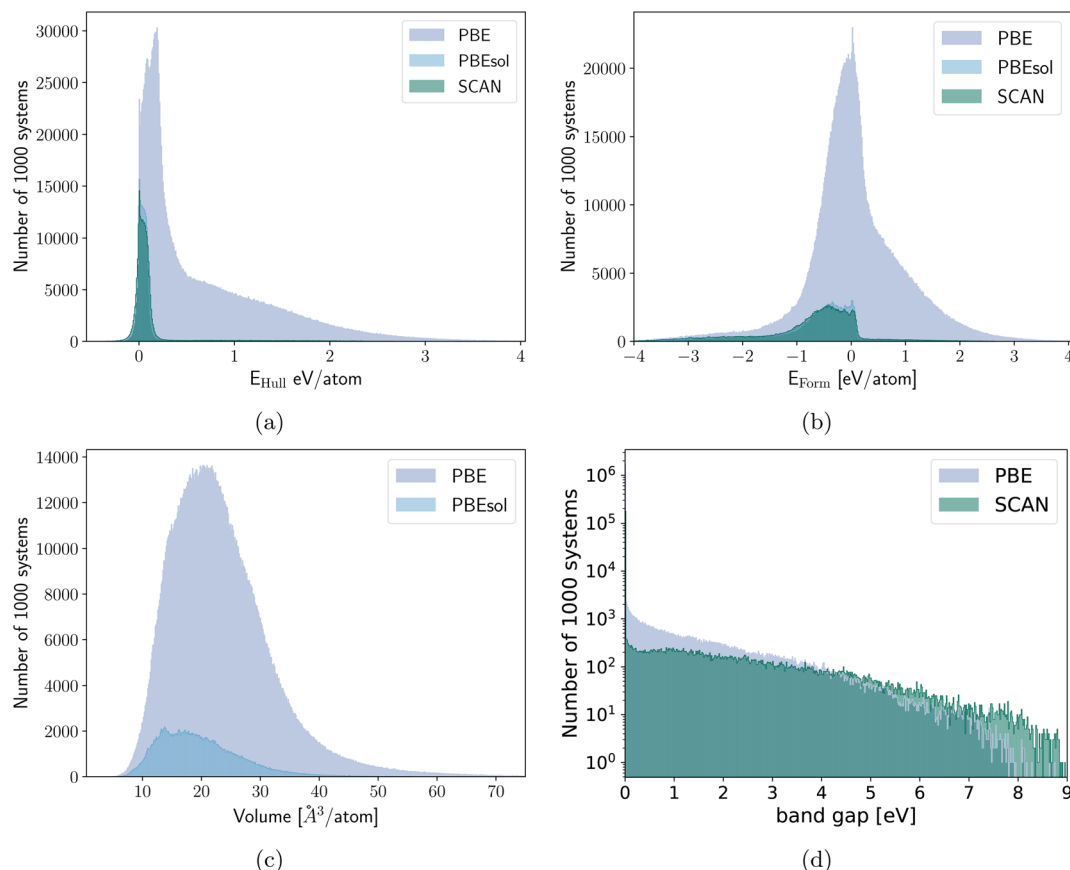 30000
25000
20000
15000
10000
5000
0
Number of 1000 systems
PBE
PBEsol
SCAN
0 1 2 3 4
E_Hull eV/atom
(a)
20000
15000
10000
5000
0
Number of 1000 systems
PBE
PBEsol
SCAN
−4 −3 −2 −1 0 1 2 3 4
E_Form [eV/atom]
(b)
14000
12000
10000
8000
6000
4000
2000
0
Number of 1000 systems
PBE
PBEsol
10 20 30 40 50 60 70
Volume [Å³/atom]
(c)
10⁶
10⁵
10⁴
10³
10²
10¹
10⁰
Number of 1000 systems
PBE
SCAN
0 1 2 3 4 5 6 7 8 9
band gap [eV]
(d)